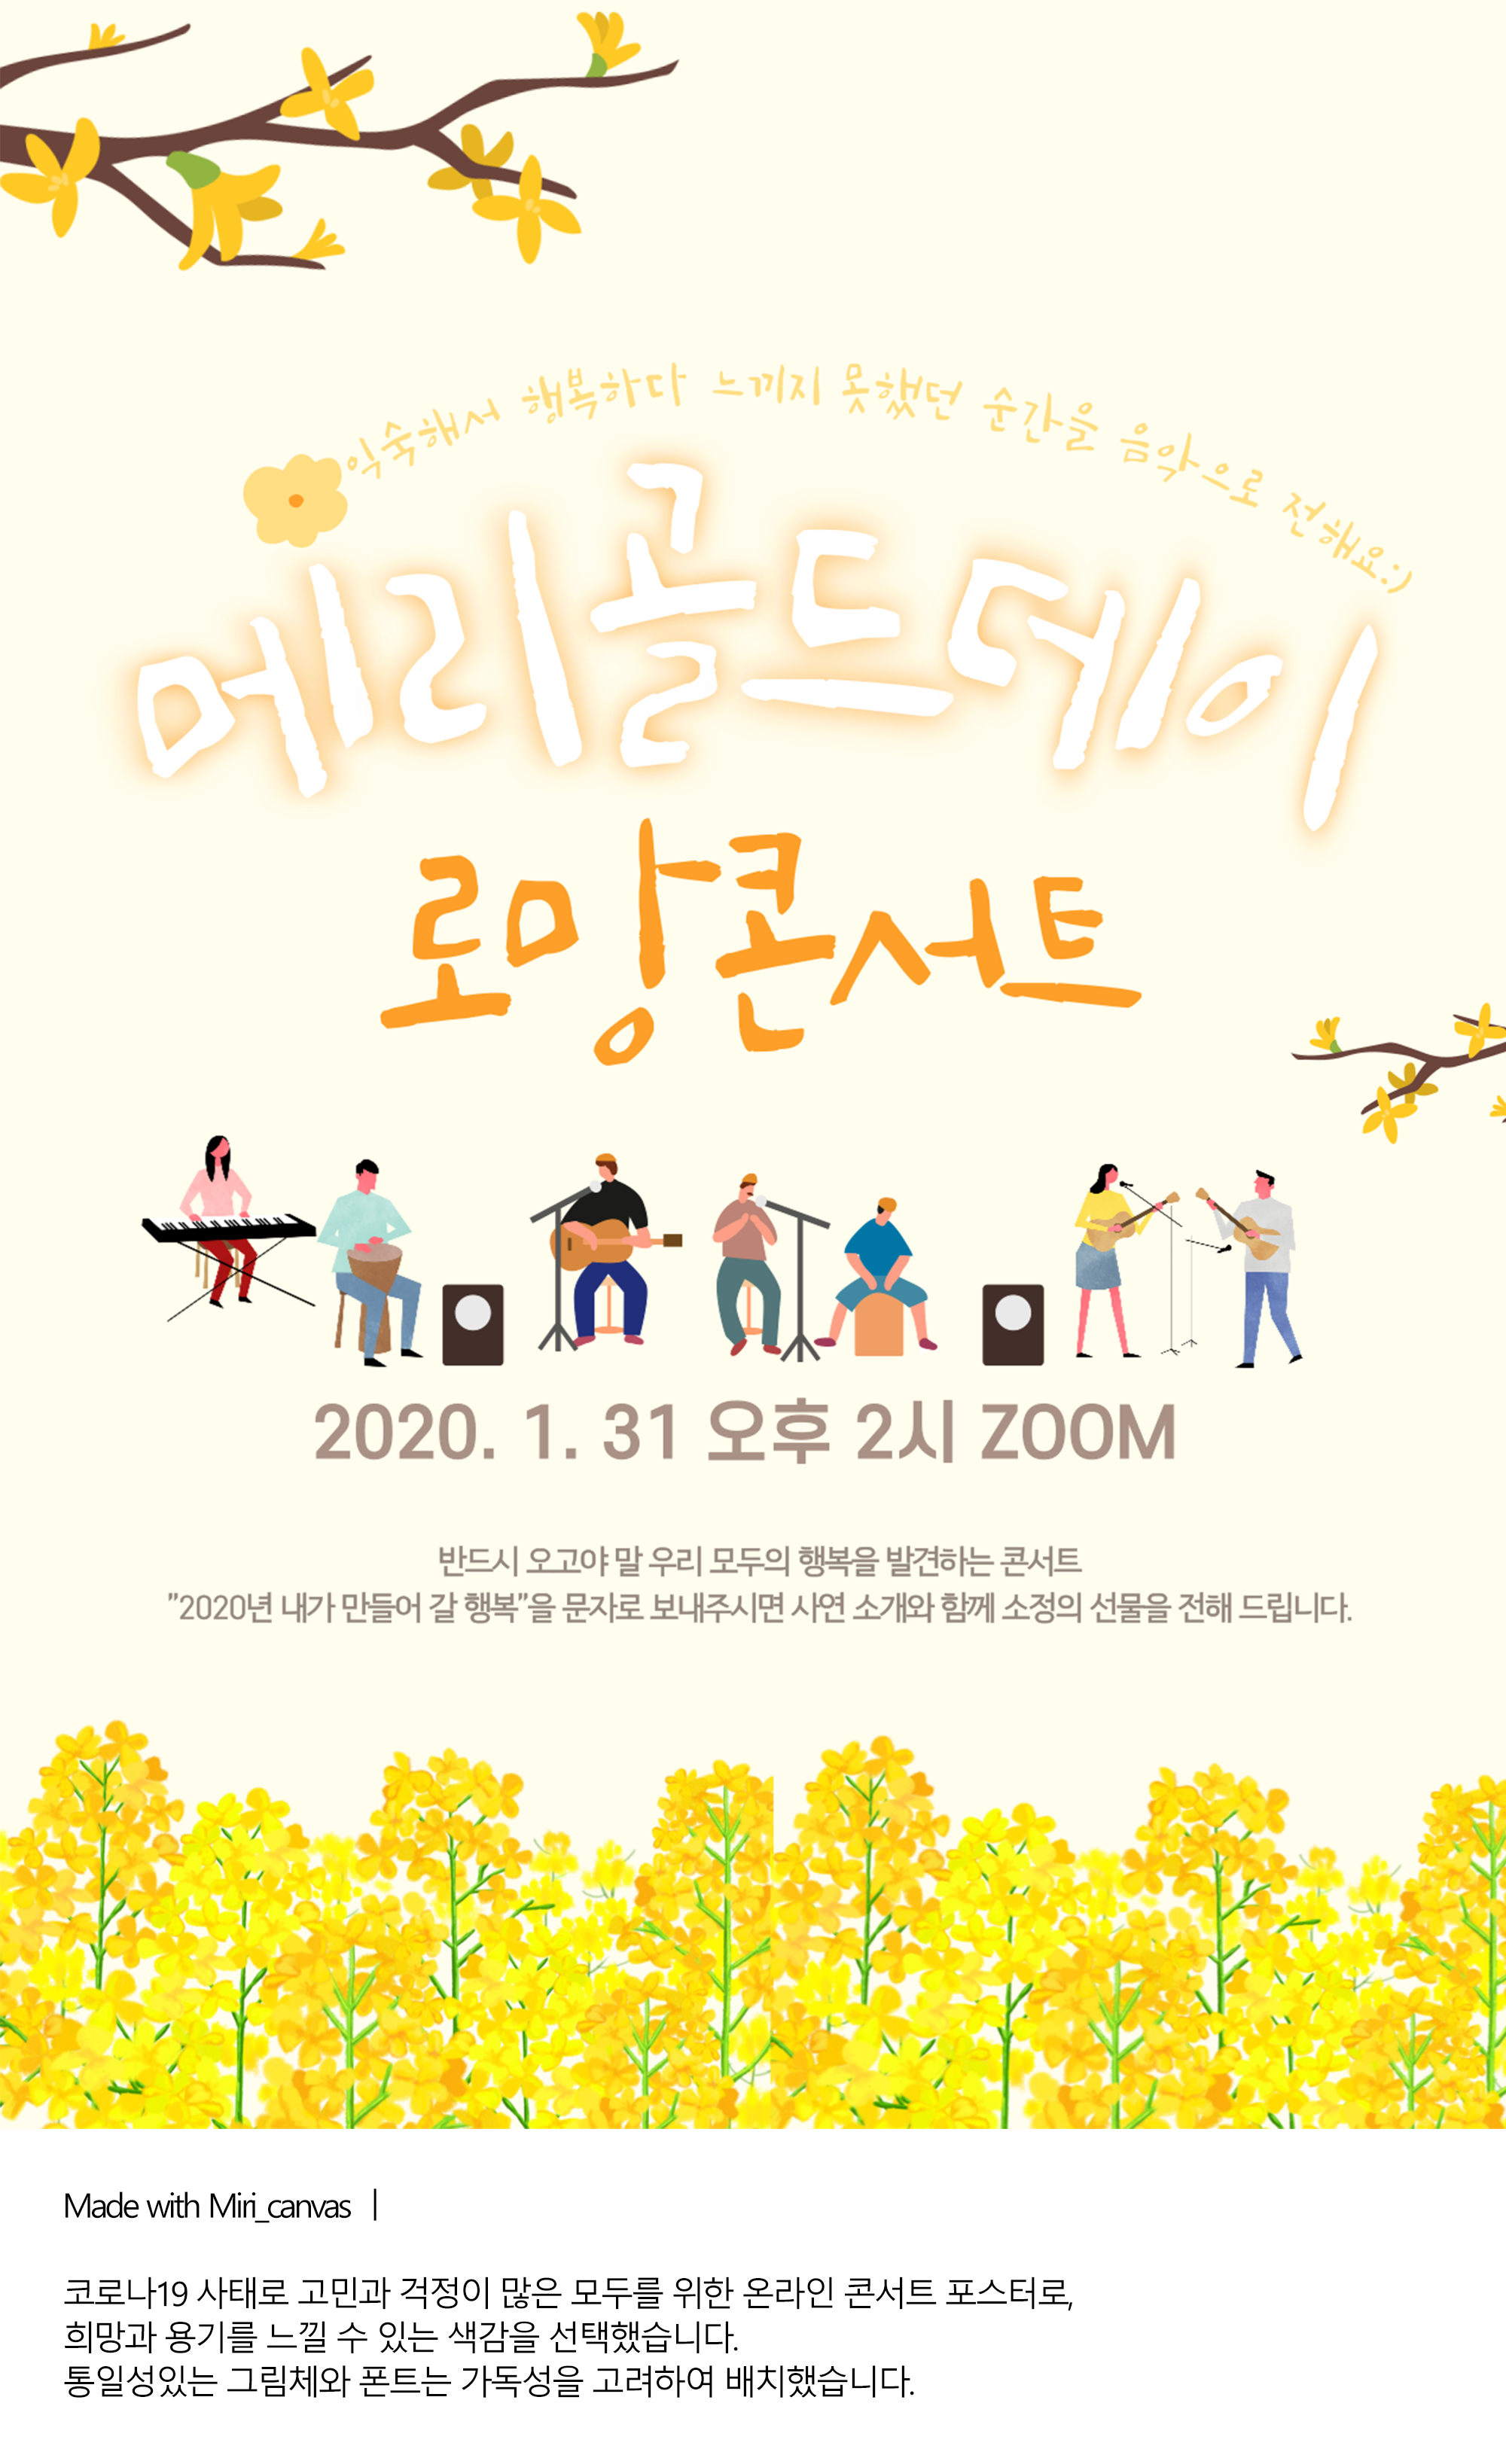 익숙해서 행복하다 느끼지 못했던 순간을 음악으로 전해요:)
메리골드데이
로망콘서트
2020. 1. 31 오후 2시 ZOOM
반드시 오고야 말 우리 모두의 행복을 발견하는 콘서트
"2020년 내가 만들어 갈 행복"을 문자로 보내주시면 사연 소개와 함께 소정의 선물을 전해 드립니다.
Made with Miri_canvas |
코로나19 사태로 고민과 걱정이 많은 모두를 위한 온라인 콘서트 포스터로,
희망과 용기를 느낄 수 있는 색감을 선택했습니다.
통일성있는 그림체와 폰트는 가독성을 고려하여 배치했습니다.